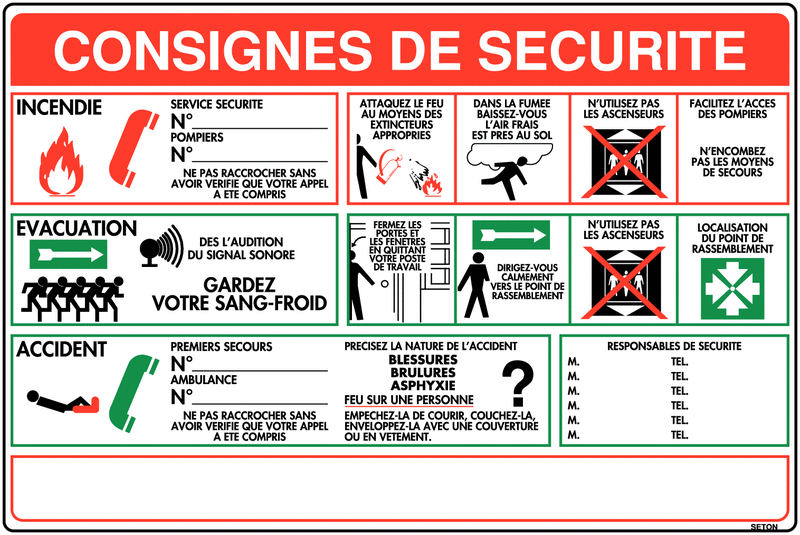 CONSIGNES DE SECURITE
INCENDIE
SERVICE SECURITE
N°
POMPIERS
N°
NE PAS RACCROCHER SANS
AVOIR VERIFIE QUE VOTRE APPEL
A ETE COMPRIS
ATTAQUEZ LE FEU
AU MOYENS DES
EXTINCTEURS
APPROPRIES
DANS LA FUMEE
BAISSEZ-VOUS
L'AIR FRAIS
EST PRES AU SOL
N'UTILISEZ PAS
LES ASCENSEURS
FACILITEZ L'ACCES
DES POMPIERS
N'ENCOMBEZ
PAS LES MOYENS
DE SECOURS
EVACUATION
DES L'AUDITION
DU SIGNAL SONORE
GARDEZ
VOTRE SANG-FROID
FERMEZ LES
PORTES ET
LES FENETRES
EN QUITTANT
VOTRE POSTE
DE TRAVAIL
DIRIGEZ-VOUS
CALMEMENT
VERS LE POINT DE
RASSEMBLEMENT
N'UTILISEZ PAS
LES ASCENSEURS
LOCALISATION
DU POINT DE
RASSEMBLEMENT
ACCIDENT
PREMIERS SECOURS
N°
AMBULANCE
N°
NE PAS RACCROCHER SANS
AVOIR VERIFIE QUE VOTRE APPEL
A ETE COMPRIS
PRECISEZ LA NATURE DE L'ACCIDENT
BLESSURES
BRULURES
ASPHYXIE
?
FEU SUR UNE PERSONNE
EMPECHEZ-LA DE COURIR, COUCHEZ-LA,
ENVELOPPEZ-LA AVEC UNE COUVERTURE
OU EN VETEMENT.
RESPONSABLES DE SECURITE
M. TEL.
M. TEL.
M. TEL.
M. TEL.
M. TEL.
M. TEL.
SETON